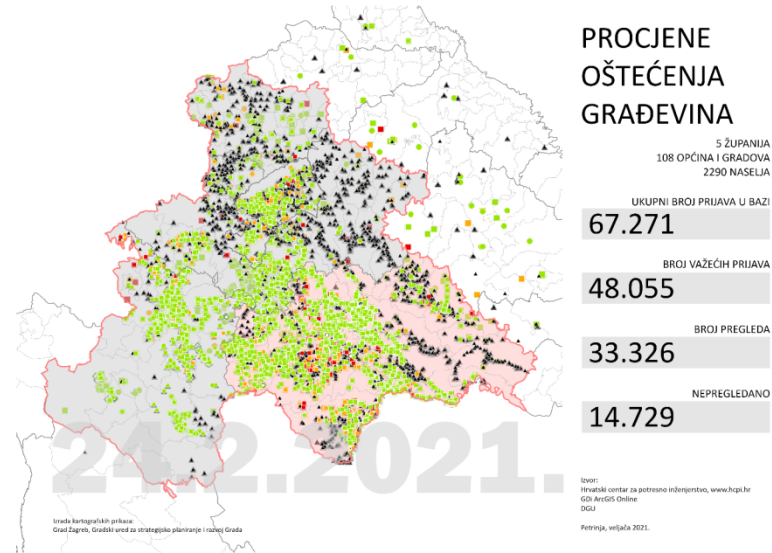 PROCJENE
OŠTEĆENJA
GRAĐEVINA
5 ŽUPANIJA
108 OPĆINA I GRADOVA
2290 NASELJA
UKUPNI BROJ PRIJAVA U BAZI
67.271
BROJ VAŽEĆIH PRIJAVA
48.055
BROJ PREGLEDA
33.326
NEPREGLEDANO
14.729
24.2.2021.
Izrada kartografskih prikaza:
Grad Zagreb, Gradski ured za strategijsko planiranje i razvoj Grada
Izvor:
Hrvatski centar za potresno inženjerstvo, www.hcpi.hr
GDi ArcGIS Online
DGU
Petrinja, veljača 2021.